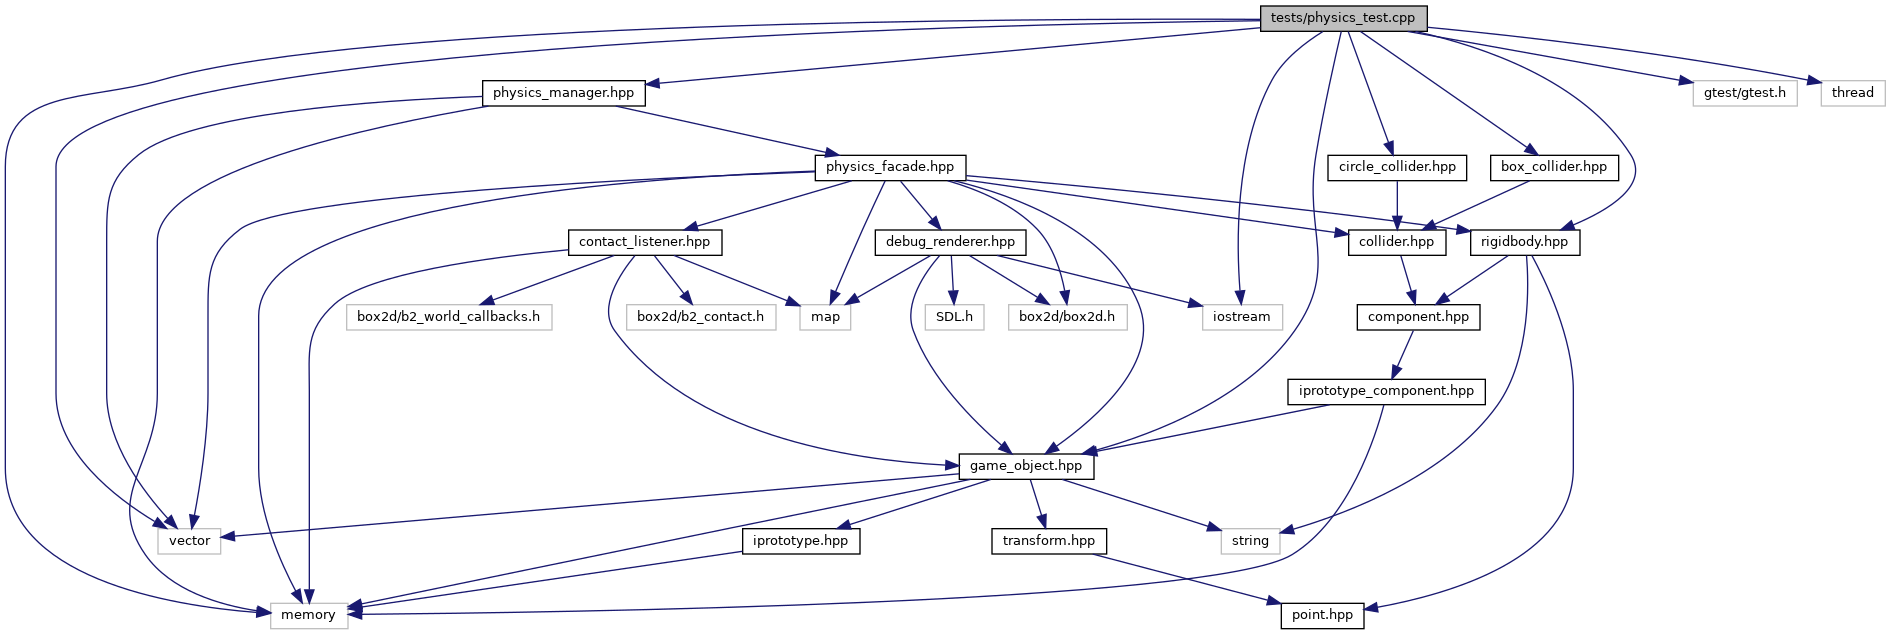 tests/physics_test.cpp
physics_manager.hpp
gtest/gtest.h
thread
physics_facade.hpp
circle_collider.hpp
box_collider.hpp
contact_listener.hpp
debug_renderer.hpp
collider.hpp
rigidbody.hpp
box2d/b2_world_callbacks.h
box2d/b2_contact.h
map
SDL.h
box2d/box2d.h
iostream
component.hpp
iprototype_component.hpp
game_object.hpp
vector
iprototype.hpp
transform.hpp
string
memory
point.hpp